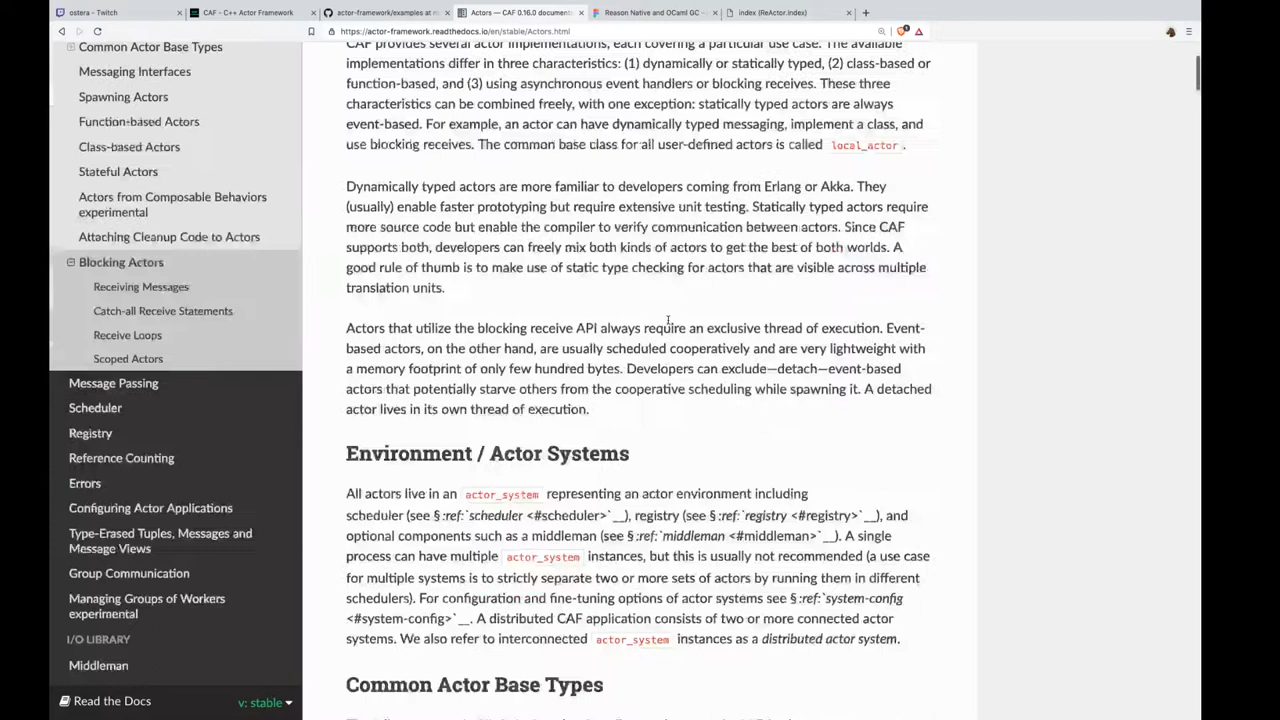 ostera - Twitch
CAF - C++ Actor Framework
actor-framework/examples at m
Actors — CAF 0.16.0 documenta
Reason Native and OCaml GC —
index (ReActor.index)
https://actor-framework.readthedocs.io/en/stable/Actors.html
Common Actor Base Types
Messaging Interfaces
Spawning Actors
Function-based Actors
Class-based Actors
Stateful Actors
Actors from Composable Behaviors
experimental
Attaching Cleanup Code to Actors
Blocking Actors
Receiving Messages
Catch-all Receive Statements
Receive Loops
Scoped Actors
Message Passing
Scheduler
Registry
Reference Counting
Errors
Configuring Actor Applications
Type-Erased Tuples, Messages and
Message Views
Group Communication
Managing Groups of Workers
experimental
I/O LIBRARY
Middleman
Read the Docs
v: stable
CAF provides several actor implementations, each covering a particular use case. The available
implementations differ in three characteristics: (1) dynamically or statically typed, (2) class-based or
function-based, and (3) using asynchronous event handlers or blocking receives. These three
characteristics can be combined freely, with one exception: statically typed actors are always
event-based. For example, an actor can have dynamically typed messaging, implement a class, and
use blocking receives. The common base class for all user-defined actors is called local_actor.
Dynamically typed actors are more familiar to developers coming from Erlang or Akka. They
(usually) enable faster prototyping but require extensive unit testing. Statically typed actors require
more source code but enable the compiler to verify communication between actors. Since CAF
supports both, developers can freely mix both kinds of actors to get the best of both worlds. A
good rule of thumb is to make use of static type checking for actors that are visible across multiple
translation units.
Actors that utilize the blocking receive API always require an exclusive thread of execution. Event-
based actors, on the other hand, are usually scheduled cooperatively and are very lightweight with
a memory footprint of only few hundred bytes. Developers can exclude—detach—event-based
actors that potentially starve others from the cooperative scheduling while spawning it. A detached
actor lives in its own thread of execution.
Environment / Actor Systems
All actors live in an actor_system representing an actor environment including
scheduler (see § :ref:`scheduler <#scheduler>`__), registry (see § :ref:`registry <#registry>`__), and
optional components such as a middleman (see § :ref:`middleman <#middleman>`__). A single
process can have multiple actor_system instances, but this is usually not recommended (a use case
for multiple systems is to strictly separate two or more sets of actors by running them in different
schedulers). For configuration and fine-tuning options of actor systems see § :ref:`system-config
<#system-config>`__. A distributed CAF application consists of two or more connected actor
systems. We also refer to interconnected actor_system instances as a distributed actor system.
Common Actor Base Types